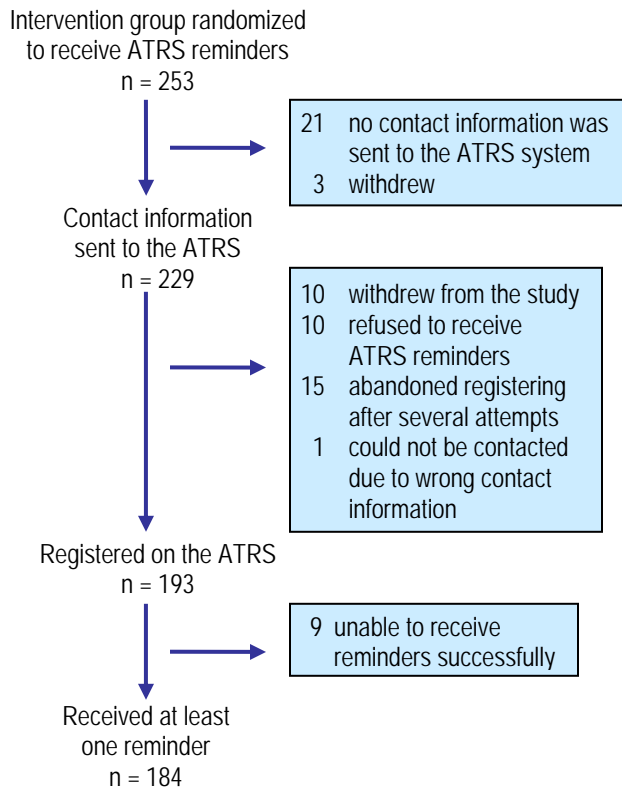 Intervention group randomized
to receive ATRS reminders
n = 253
21 no contact information was
sent to the ATRS system
3 withdrew
Contact information
sent to the ATRS
n = 229
10 withdrew from the study
10 refused to receive
ATRS reminders
15 abandoned registering
after several attempts
1 could not be contacted
due to wrong contact
information
Registered on the ATRS
n = 193
9 unable to receive
reminders successfully
Received at least
one reminder
n = 184